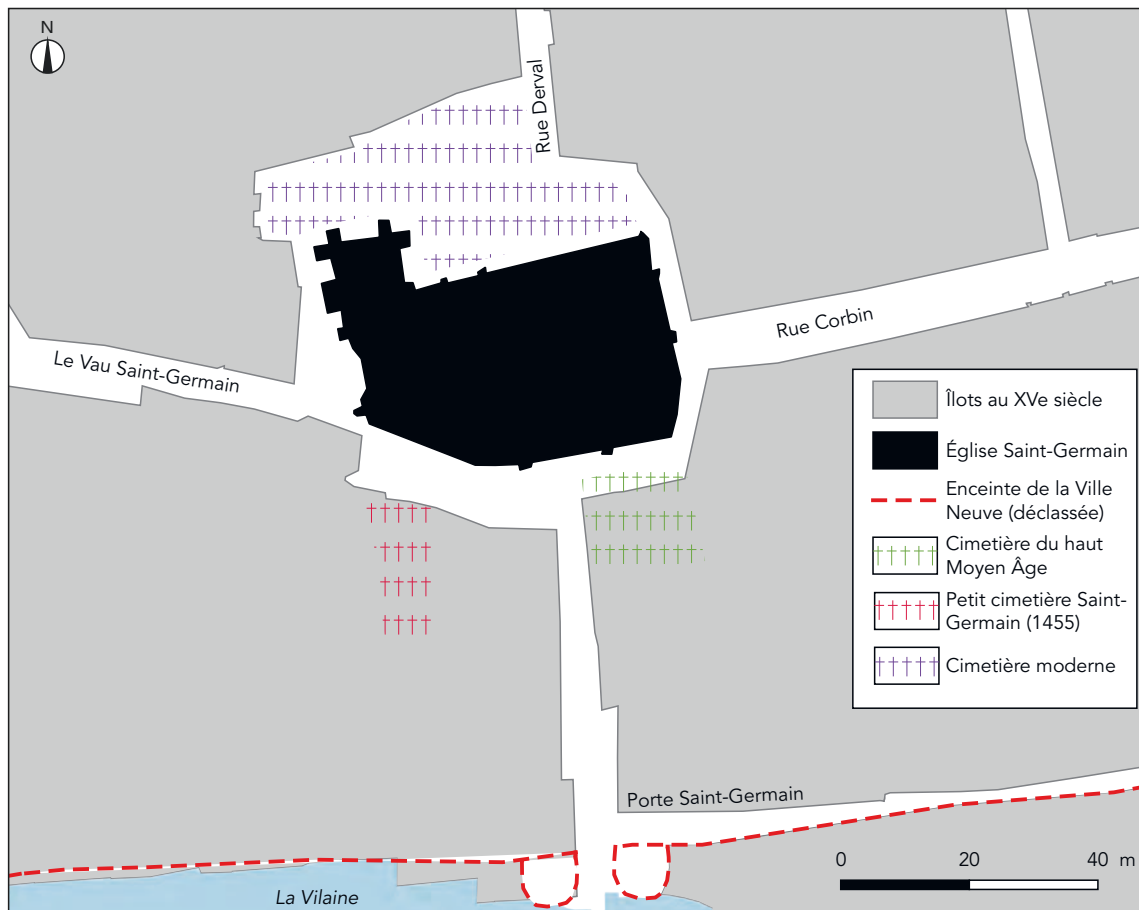 N
Rue Derval
Rue Corbin
Le Vau Saint-Germain
Îlots au XVe siècle
Église Saint-Germain
Enceinte de la Ville
Neuve (déclassée)
Cimetière du haut
Moyen Âge
Petit cimetière Saint-
Germain (1455)
Cimetière moderne
Porte Saint-Germain
0 20 40 m
La Vilaine